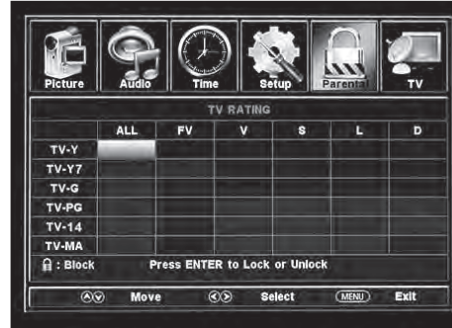 Picture Audio Time Setup Parental TV
TV RATING
ALL FV V S L D
TV-Y
TV-Y7
TV-G
TV-PG
TV-14
TV-MA
: Block Press ENTER to Lock or Unlock
Move Select MENU Exit